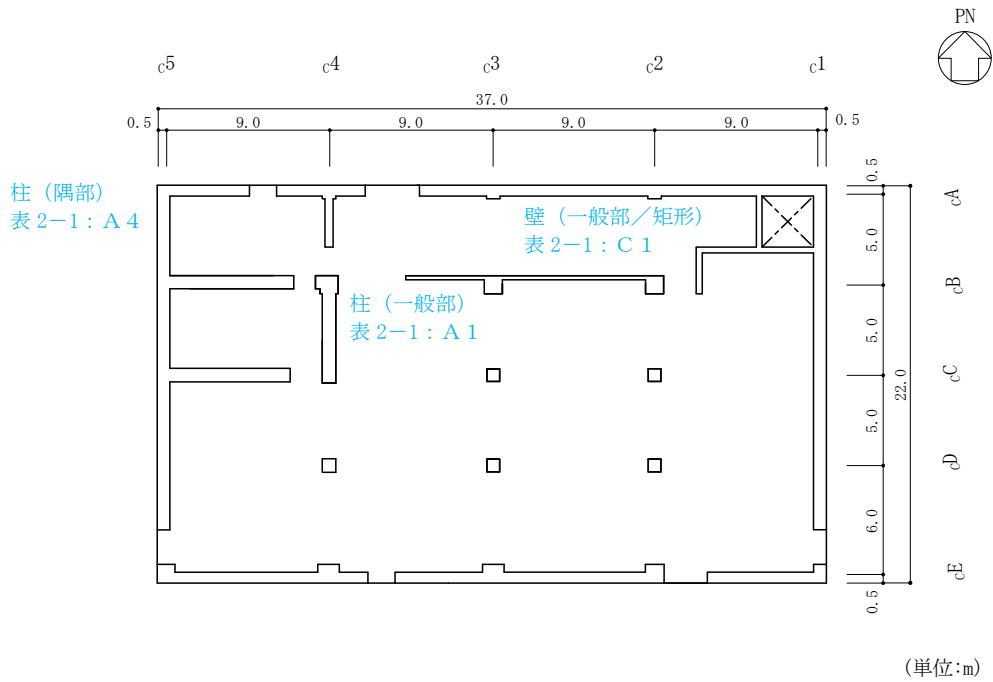 PN
c5 c4 c3 c2 c1
37.0
0.5 9.0 9.0 9.0 9.0 0.5
柱（隅部）
表2-1：A4
壁（一般部／矩形）
表2-1：C1
柱（一般部）
表2-1：A1
0.5
cA
5.0
cB
5.0
cC
22.0
5.0
cD
6.0
cE
0.5
(単位:m)